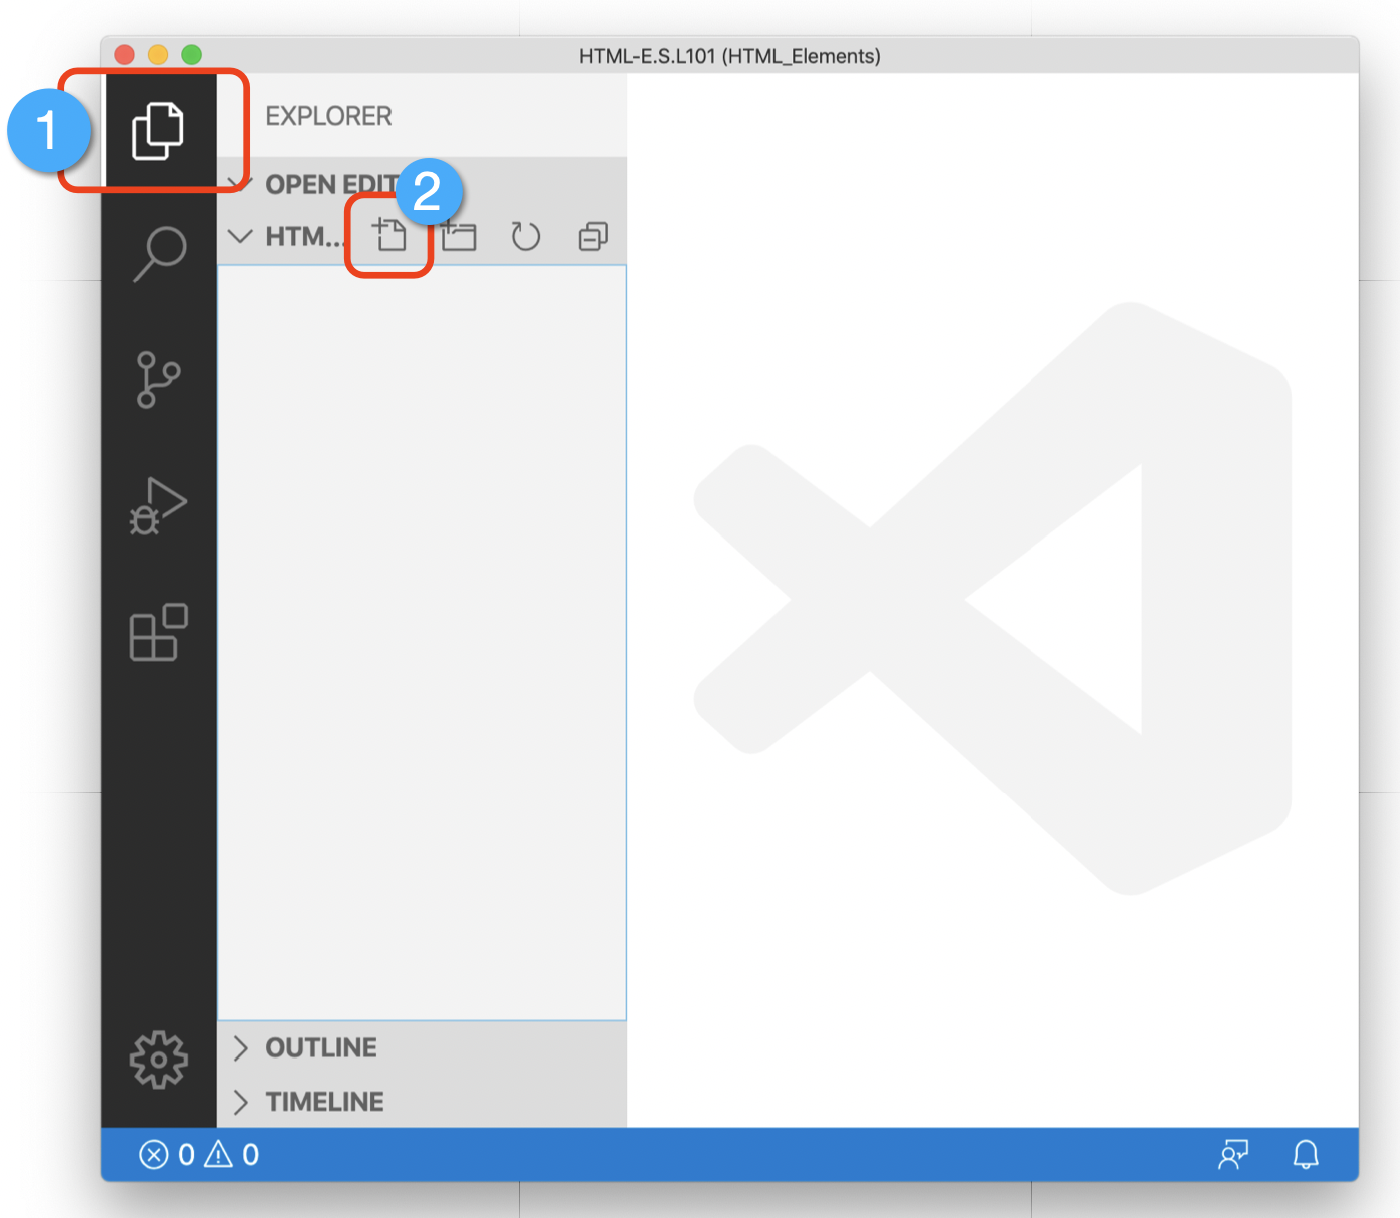 HTML-E.S.L101 (HTML_Elements)
1
EXPLORER
OPEN EDIT
2
HTM...
OUTLINE
TIMELINE
0 0